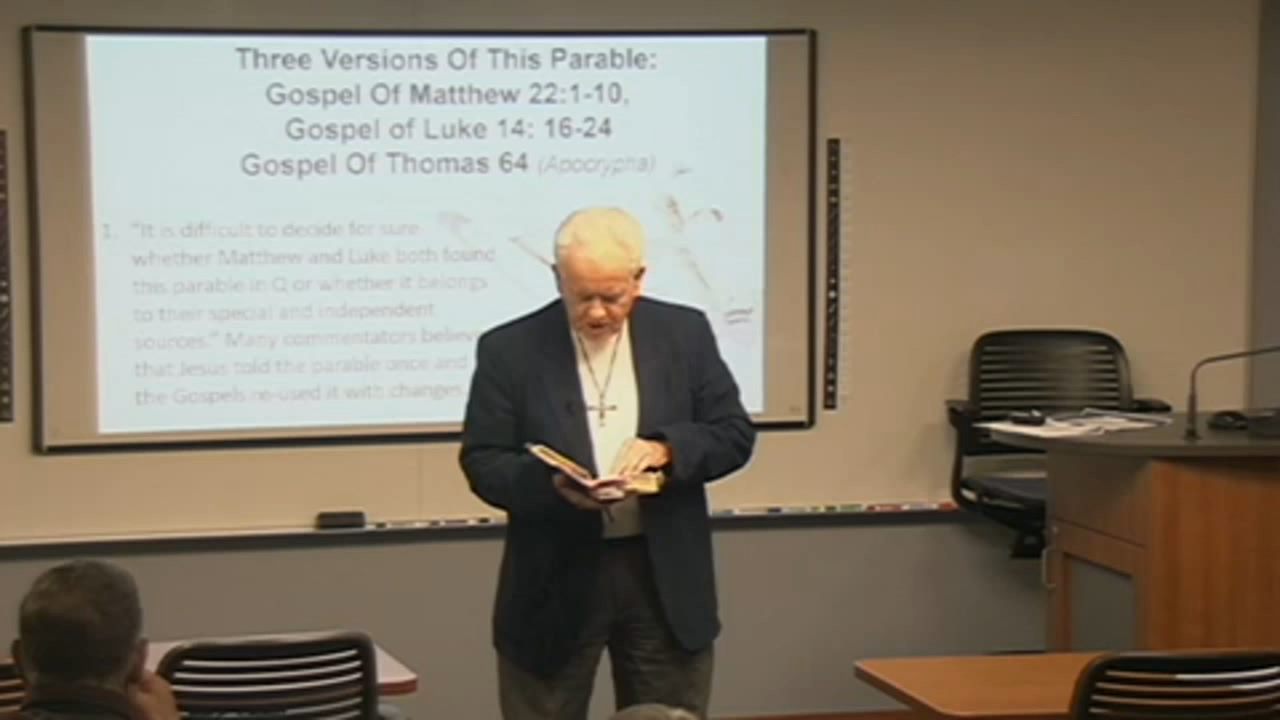 Three Versions Of This Parable:
Gospel Of Matthew 22:1-10,
Gospel of Luke 14: 16-24
Gospel Of Thomas 64 (Apocrypha)
1. "It is difficult to decide for sure
whether Matthew and Luke both found
this parable in Q or whether it belongs
to their special and independent
sources." Many commentators believe
that Jesus told the parable once and
the Gospels re-used it with changes